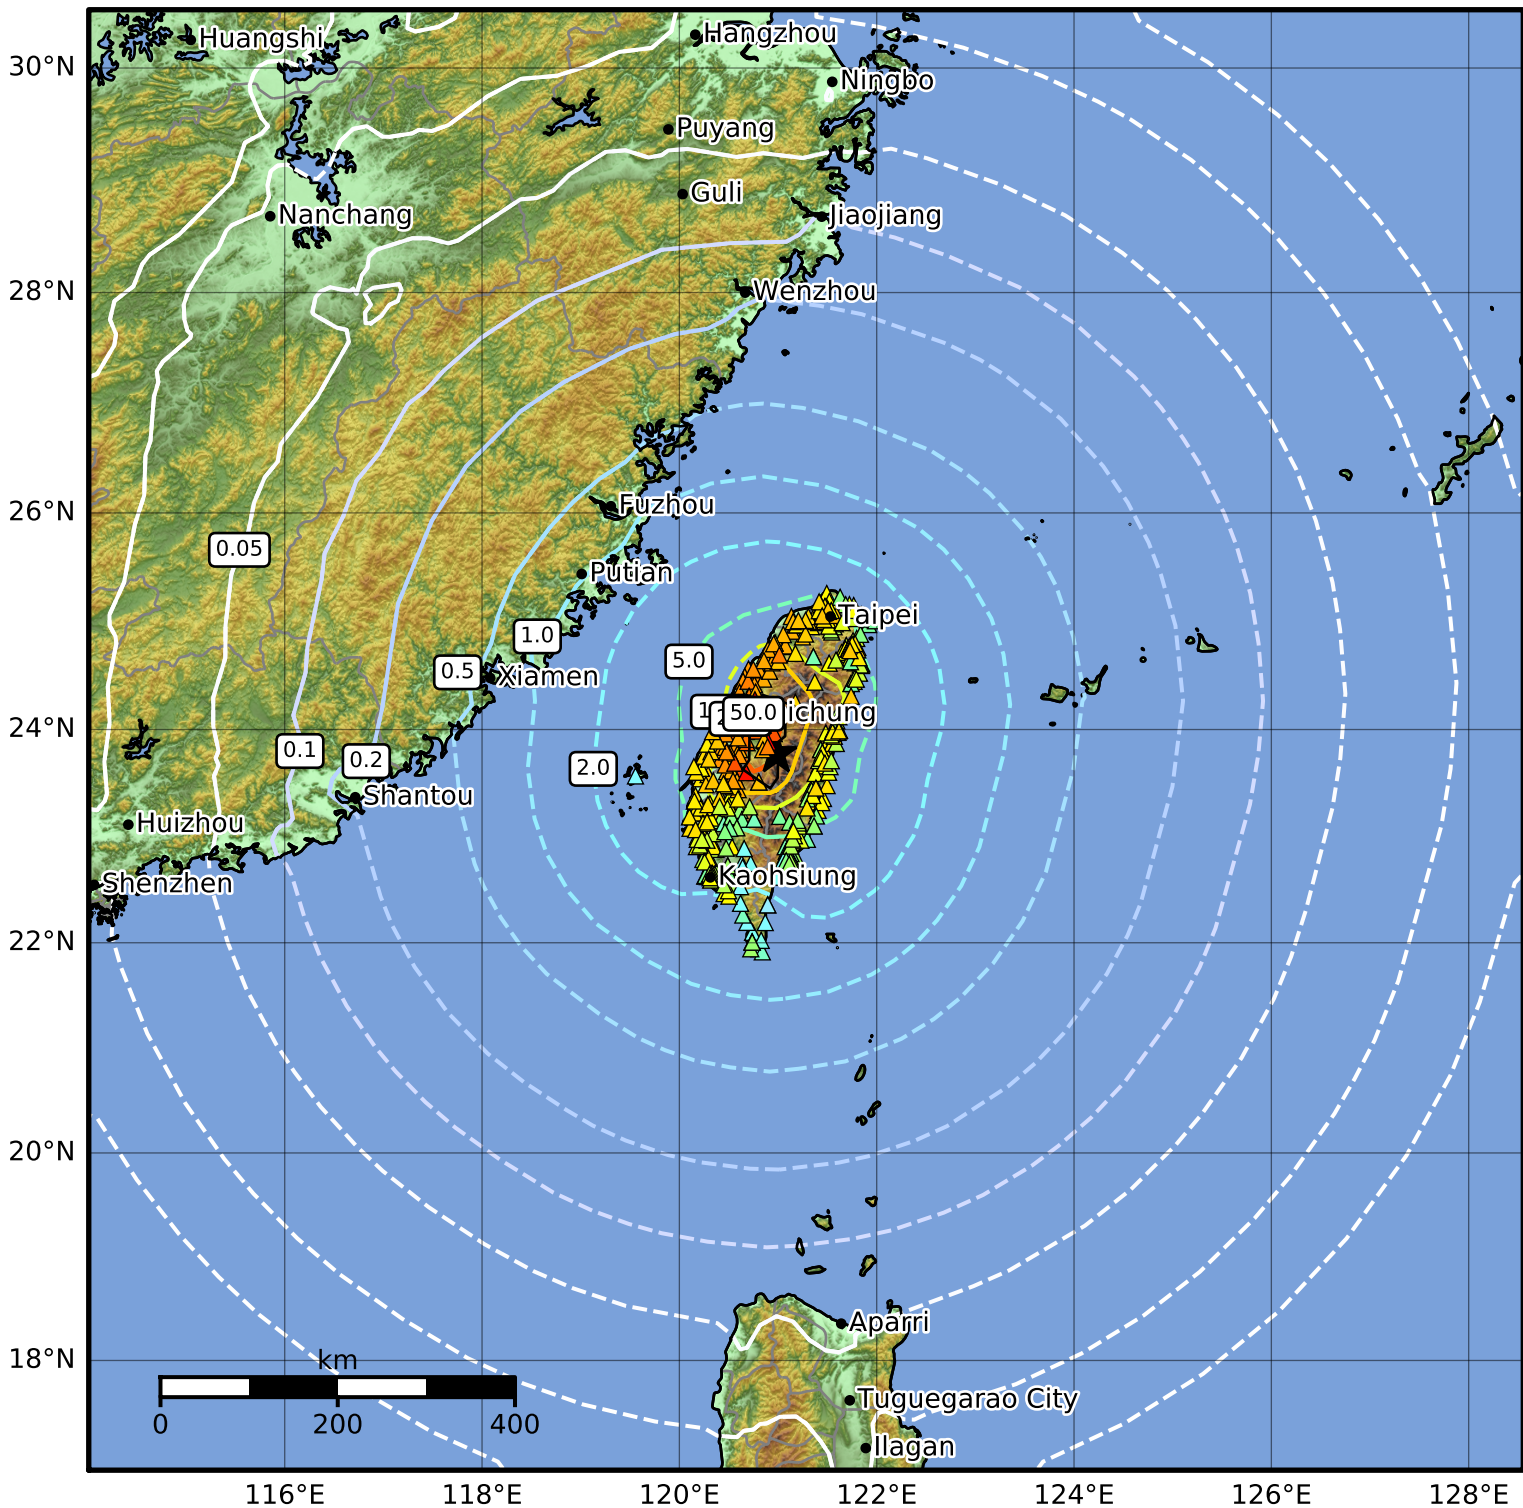 Huangshi
Hangzhou
30°N
Ningbo
Puyang
Guli
Nanchang
Jiaojiang
28°N
Wenzhou
26°N
Fuzhou
0.05
Putian
Taipei
1.0
5.0
0.5
Xiamen
50.0
ichung
24°N
0.1
0.2
2.0
Shantou
Huizhou
Kaohsiung
Shenzhen
22°N
20°N
Aparri
18°N
km
0 200 400
Tuguegarao City
Ilagan
116°E 118°E 120°E 122°E 124°E 126°E 128°E